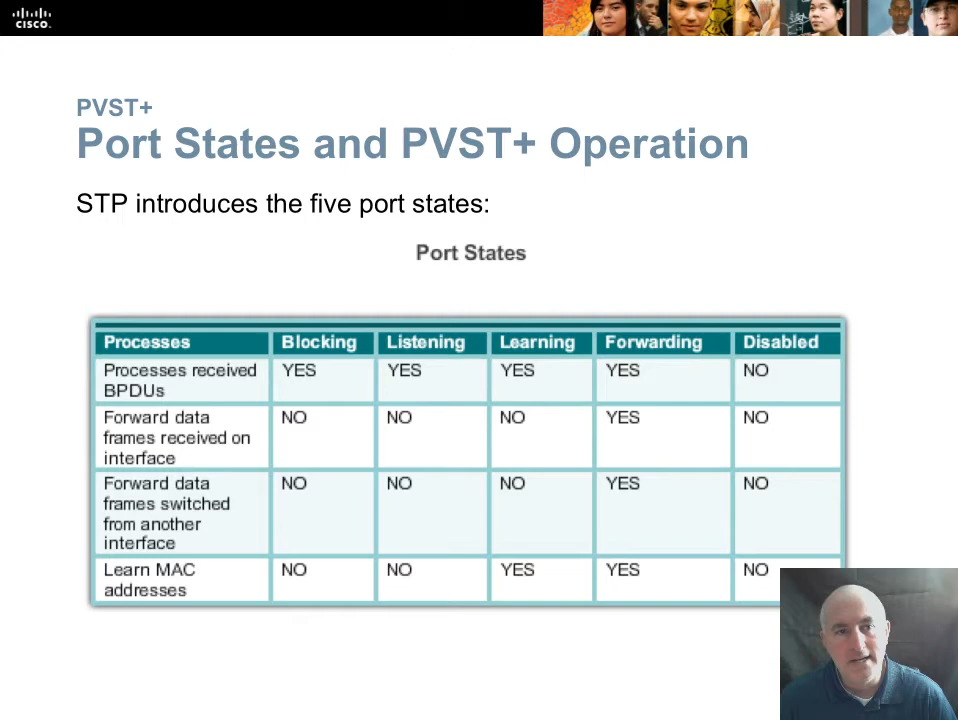 CISCO
PVST+
Port States and PVST+ Operation
STP introduces the five port states:
Port States
Processes Blocking Listening Learning Forwarding Disabled
Processes received YES YES YES YES NO
BPDUs
Forward data NO NO NO YES NO
frames received on
interface
Forward data NO NO NO YES NO
frames switched
from another
interface
Learn MAC NO NO YES YES NO
addresses